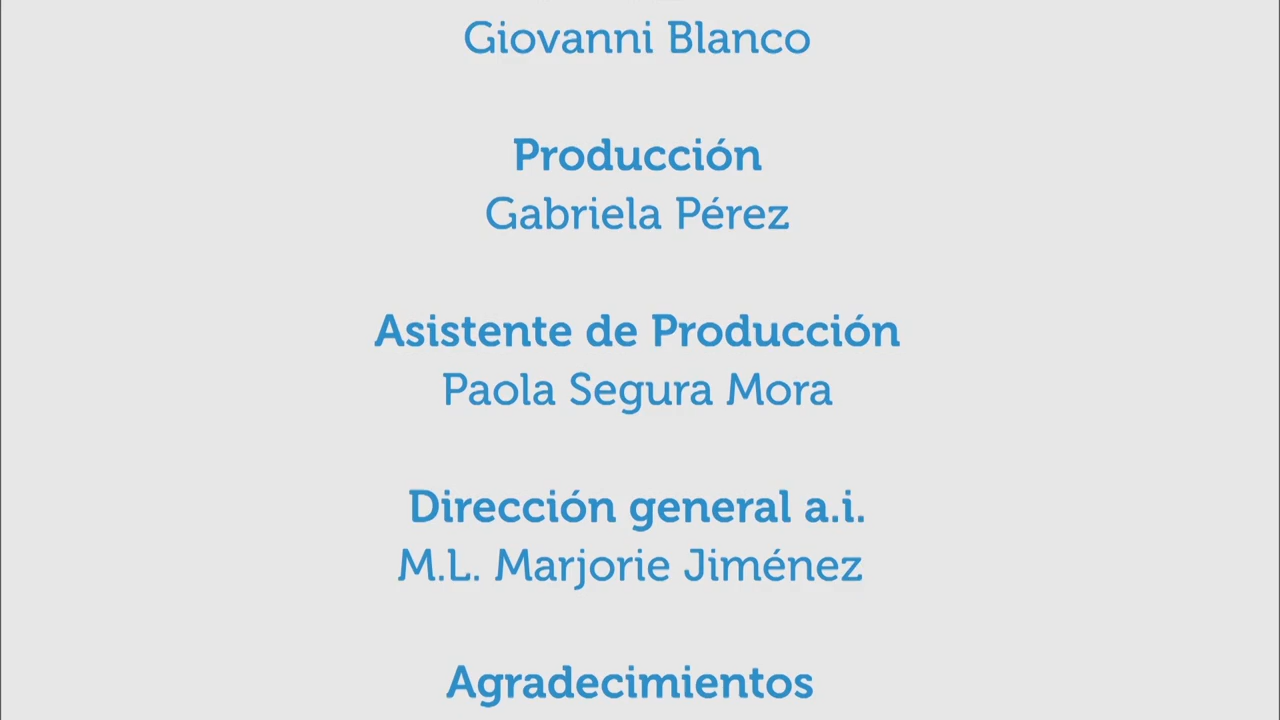 Giovanni Blanco
Producción
Gabriela Pérez
Asistente de Producción
Paola Segura Mora
Dirección general a.i.
M.L. Marjorie Jiménez
Agradecimientos